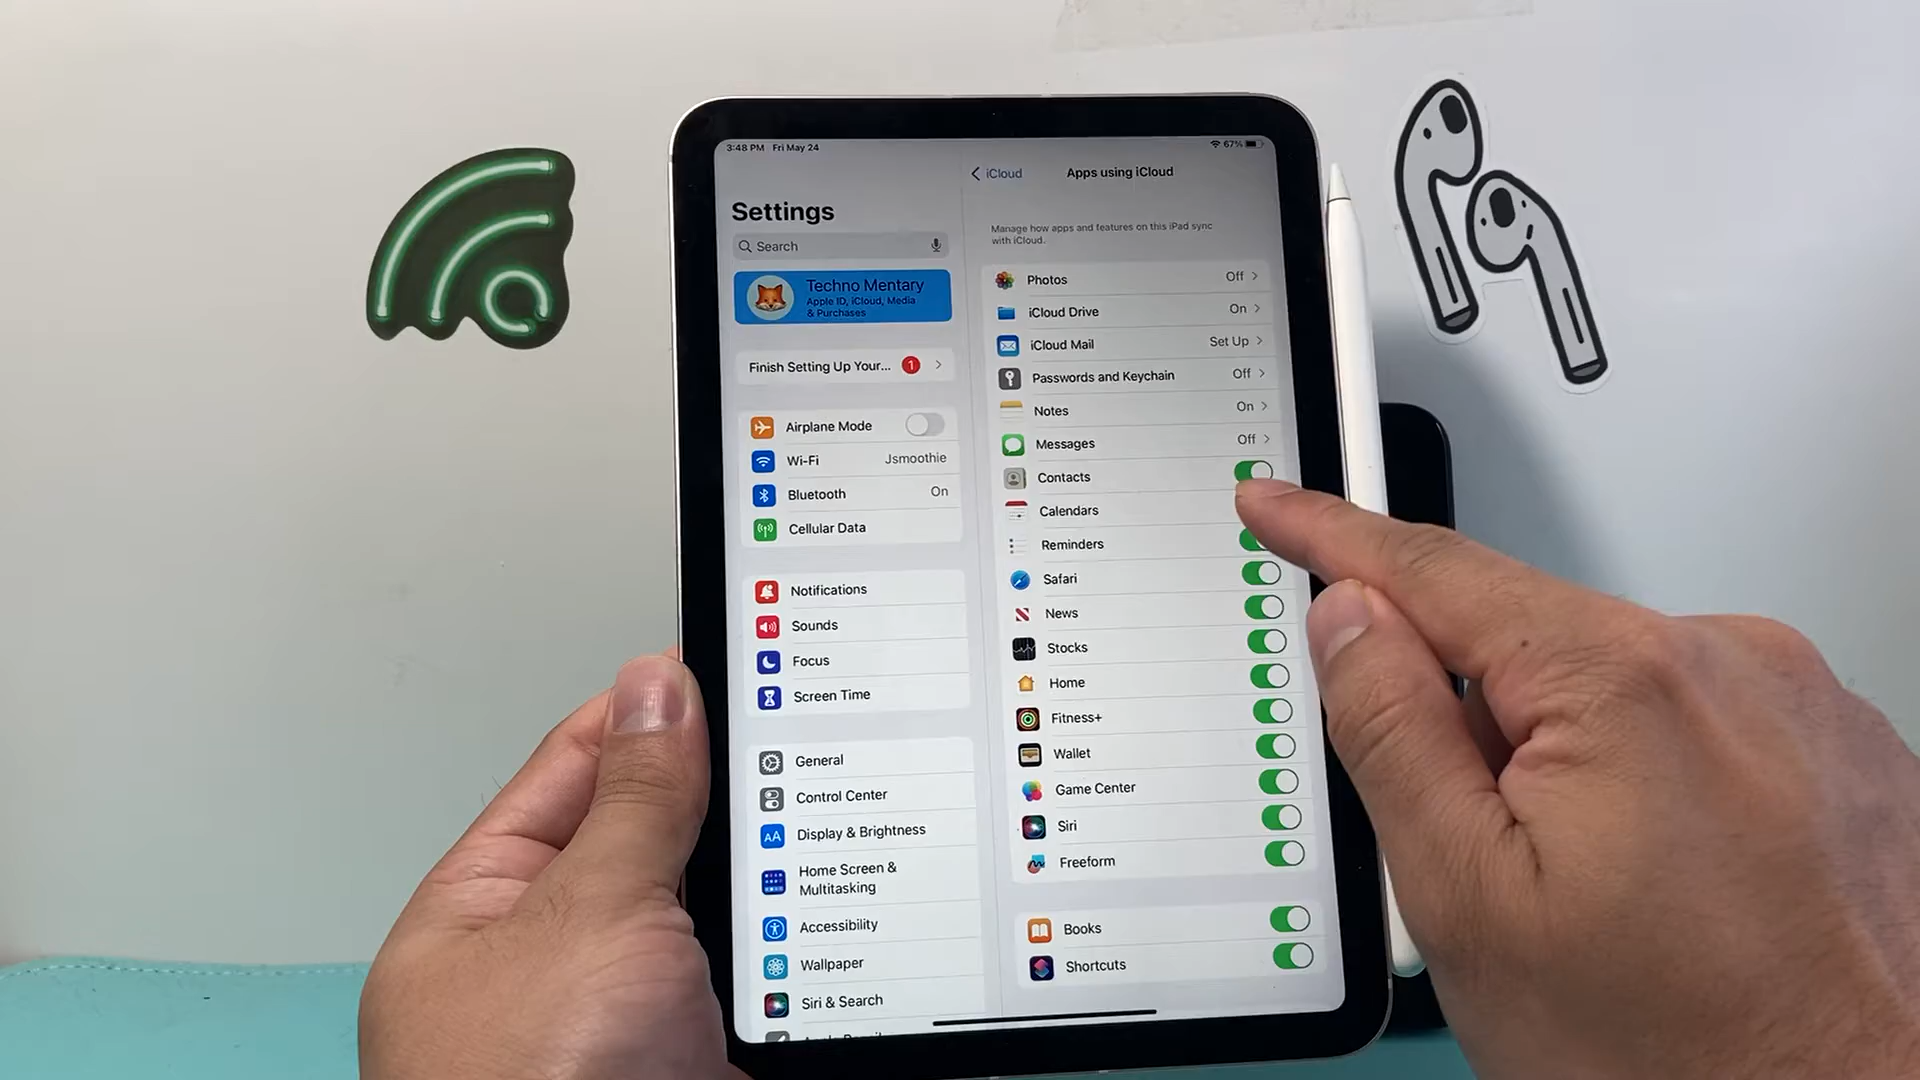 3:48 PM Fri May 24
67%
Settings
Search
Techno Mentary
Apple ID, iCloud, Media
& Purchases
Finish Setting Up Your... 1
Airplane Mode
Wi-Fi Jsmoothie
Bluetooth On
Cellular Data
Notifications
Sounds
Focus
Screen Time
General
Control Center
AA Display & Brightness
Home Screen &
Multitasking
Accessibility
Wallpaper
Siri & Search
iCloud Apps using iCloud
Manage how apps and features on this iPad sync
with iCloud.
Photos Off
iCloud Drive On
iCloud Mail Set Up
Passwords and Keychain Off
Notes On
Messages Off
Contacts
Calendars
Reminders
Safari
News
Stocks
Home
Fitness+
Wallet
Game Center
Siri
Freeform
Books
Shortcuts